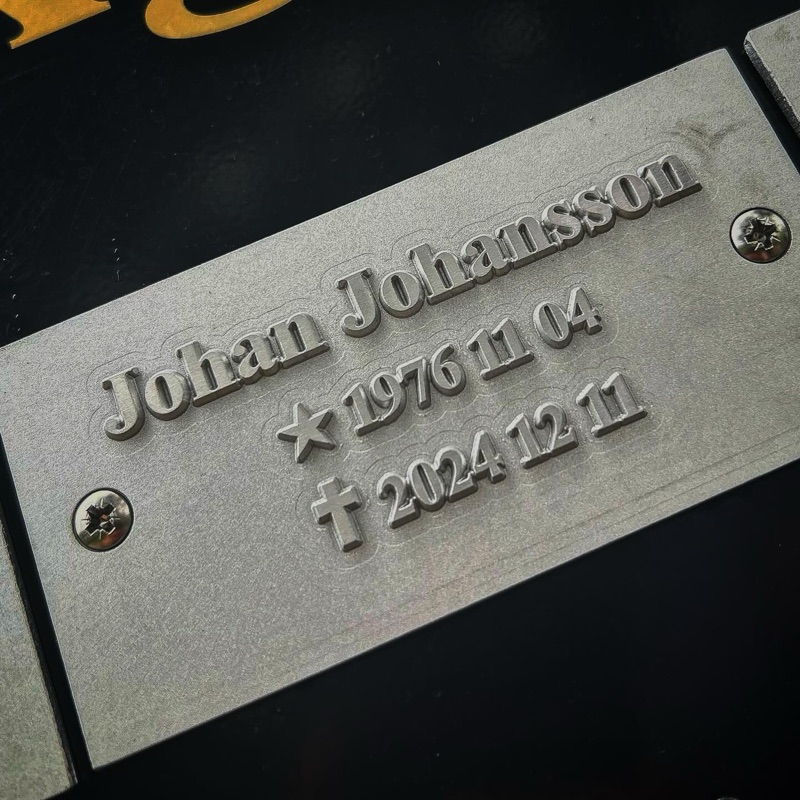 Johan Johansson
★ 1976 11 04
✝ 2024 12 11